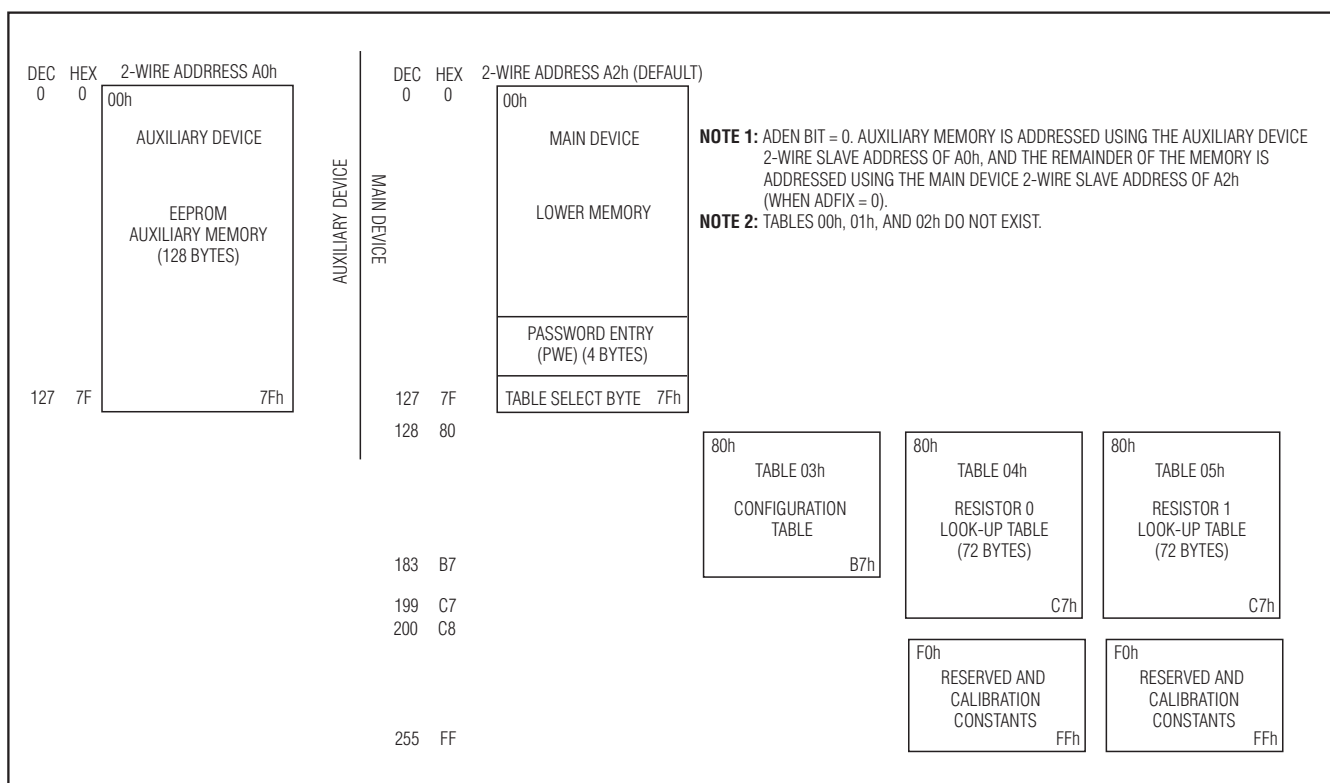 DEC HEX 2-WIRE ADDRRESS A0h
0 0
00h
AUXILIARY DEVICE
EEPROM
AUXILIARY MEMORY
(128 BYTES)
127 7F
7Fh
AUXILIARY DEVICE
MAIN DEVICE
DEC HEX 2-WIRE ADDRESS A2h (DEFAULT)
0 0
00h
MAIN DEVICE
LOWER MEMORY
PASSWORD ENTRY
(PWE) (4 BYTES)
127 7F
TABLE SELECT BYTE 7Fh
128 80
183 B7
199 C7
200 C8
255 FF
NOTE 1: ADEN BIT = 0. AUXILIARY MEMORY IS ADDRESSED USING THE AUXILIARY DEVICE
2-WIRE SLAVE ADDRESS OF A0h, AND THE REMAINDER OF THE MEMORY IS
ADDRESSED USING THE MAIN DEVICE 2-WIRE SLAVE ADDRESS OF A2h
(WHEN ADFIX = 0).
NOTE 2: TABLES 00h, 01h, AND 02h DO NOT EXIST.
80h
TABLE 03h
CONFIGURATION
TABLE
B7h
80h
TABLE 04h
RESISTOR 0
LOOK-UP TABLE
(72 BYTES)
C7h
80h
TABLE 05h
RESISTOR 1
LOOK-UP TABLE
(72 BYTES)
C7h
F0h
RESERVED AND
CALIBRATION
CONSTANTS
FFh
F0h
RESERVED AND
CALIBRATION
CONSTANTS
FFh